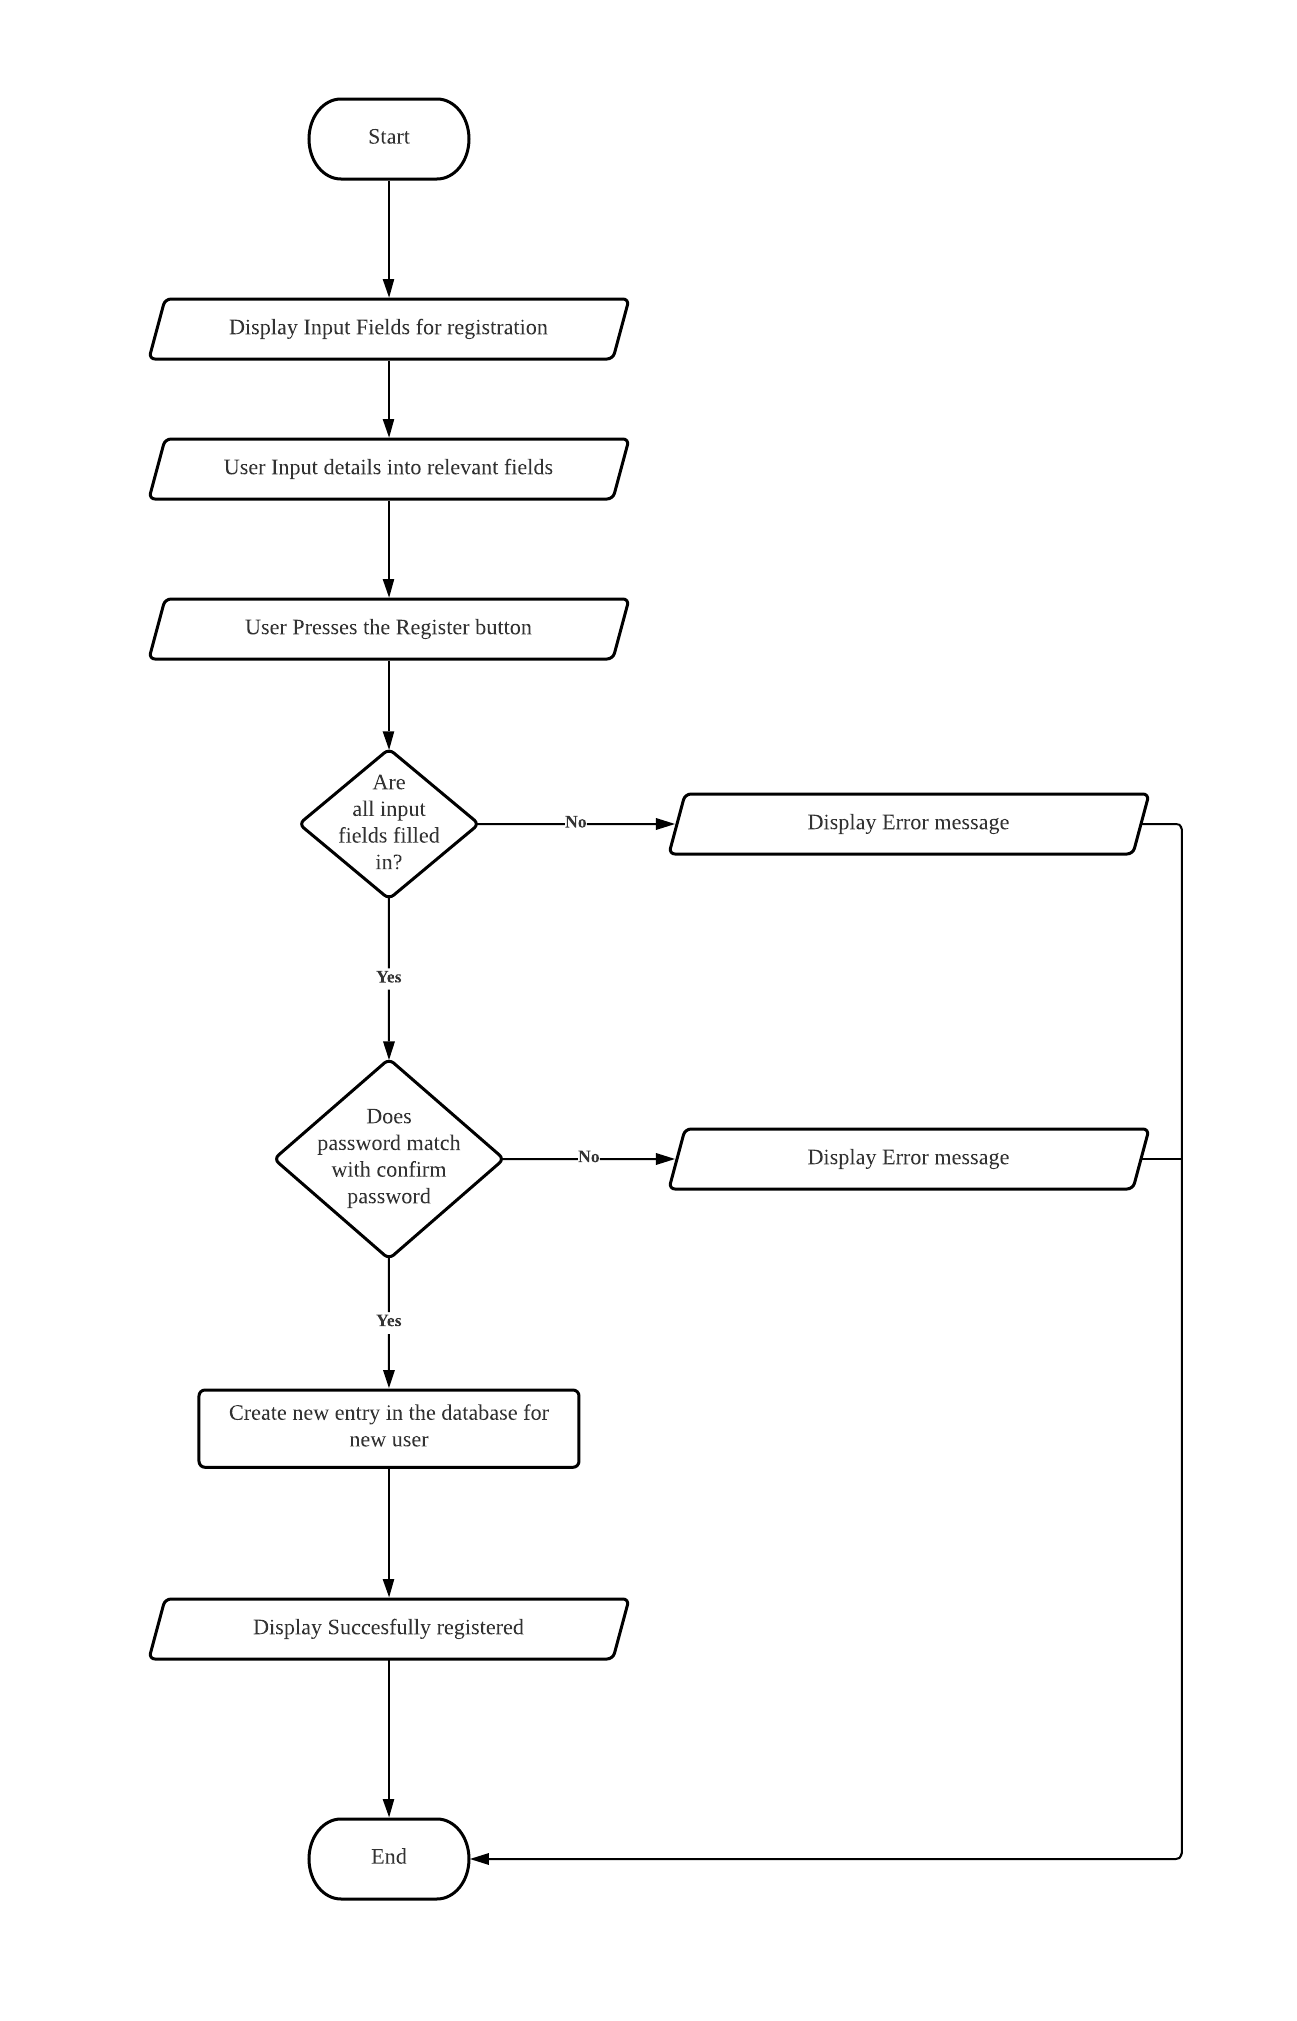 Start
Display Input Fields for registration
User Input details into relevant fields
User Presses the Register button
Are
all input
fields filled
in?
No
Display Error message
Yes
Does
password match
with confirm
password
No
Display Error message
Yes
Create new entry in the database for
new user
Display Succesfully registered
End